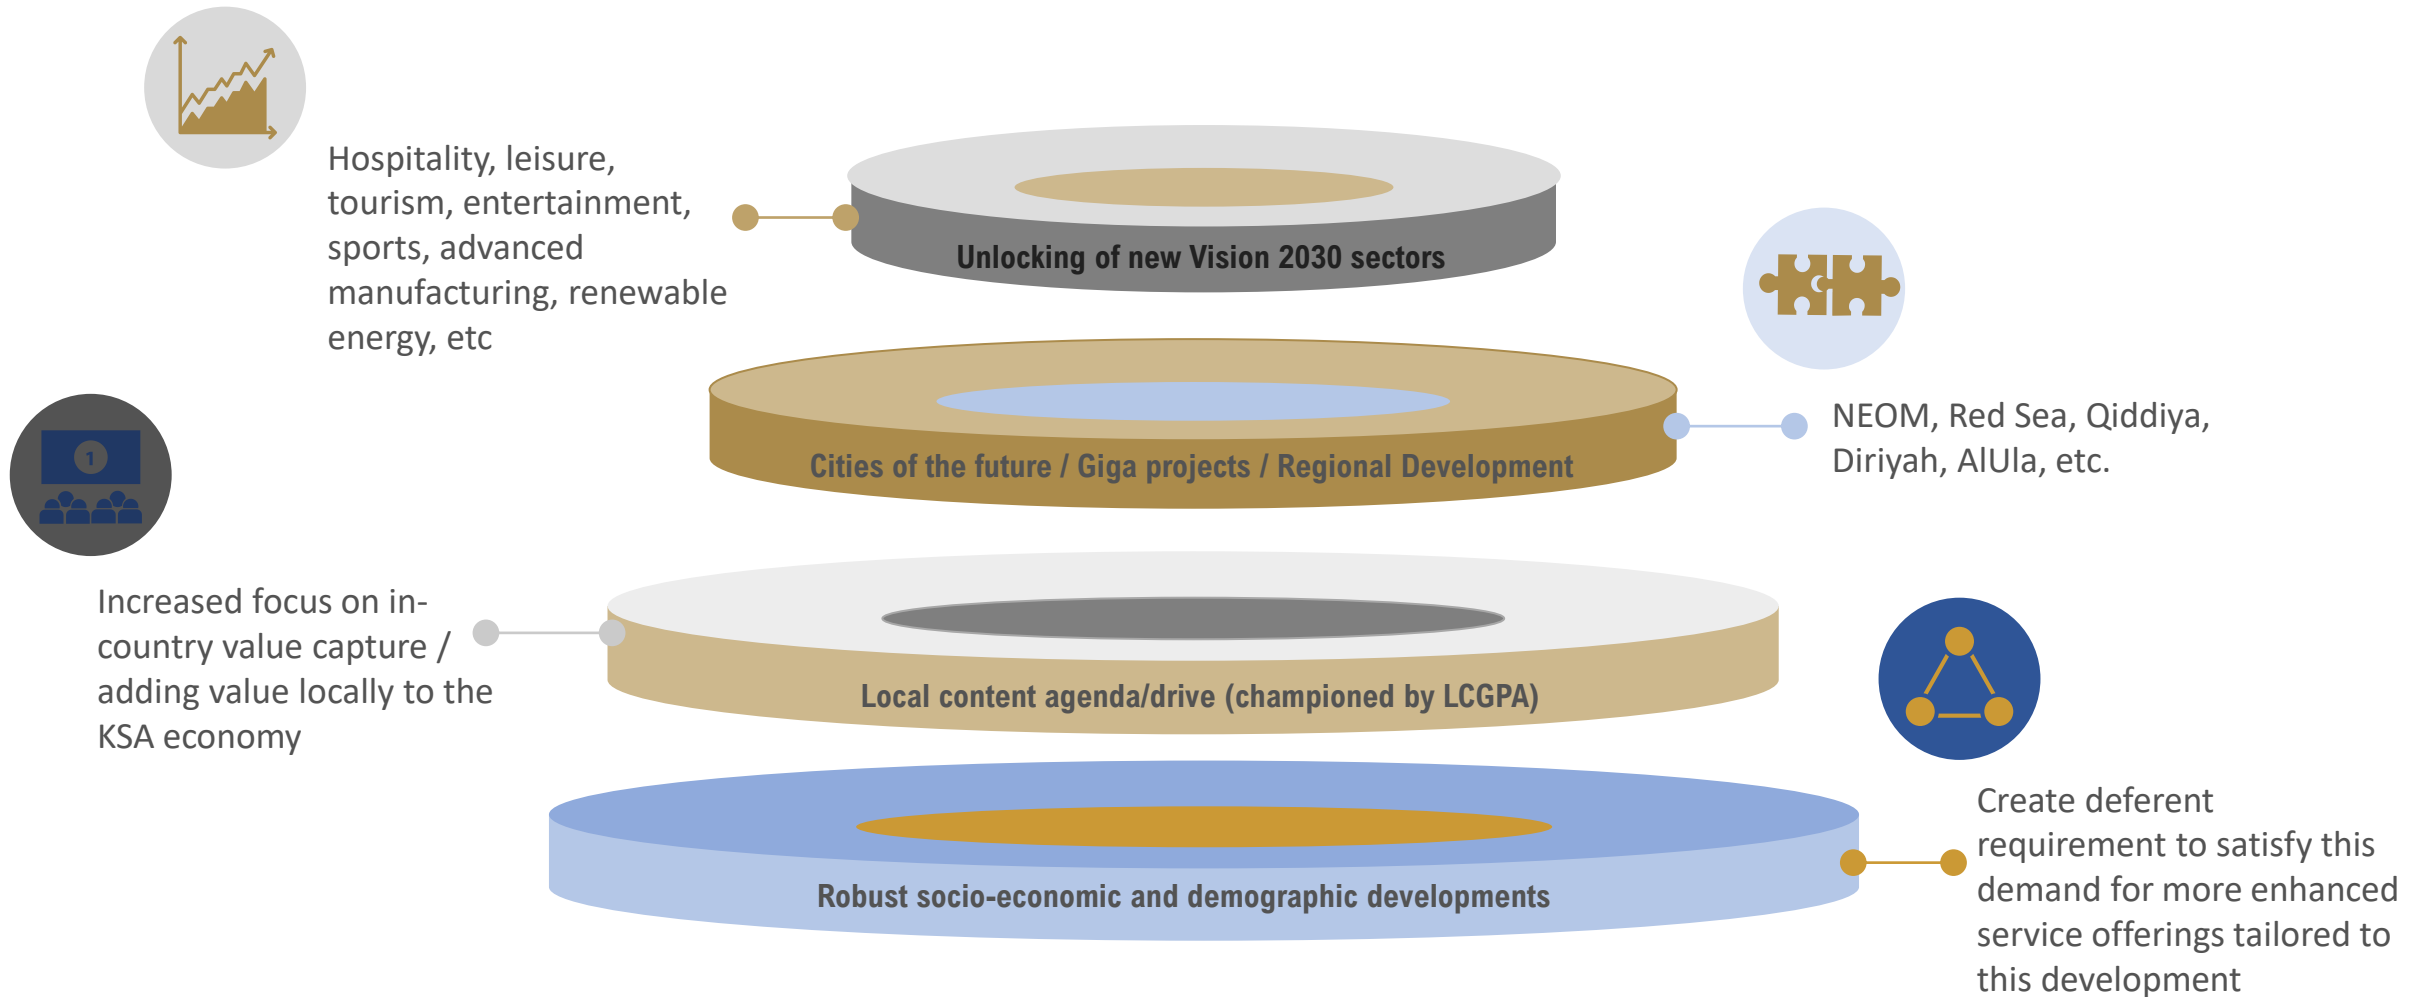 Hospitality, leisure,
tourism, entertainment,
sports, advanced
manufacturing, renewable
energy, etc
Unlocking of new Vision 2030 sectors
Cities of the future / Giga projects / Regional Development
NEOM, Red Sea, Qiddiya,
Diriyah, AlUla, etc.
1
Increased focus on in-
country value capture /
adding value locally to the
KSA economy
Local content agenda/drive (championed by LCGPA)
Robust socio-economic and demographic developments
Create deferent
requirement to satisfy this
demand for more enhanced
service offerings tailored to
this development